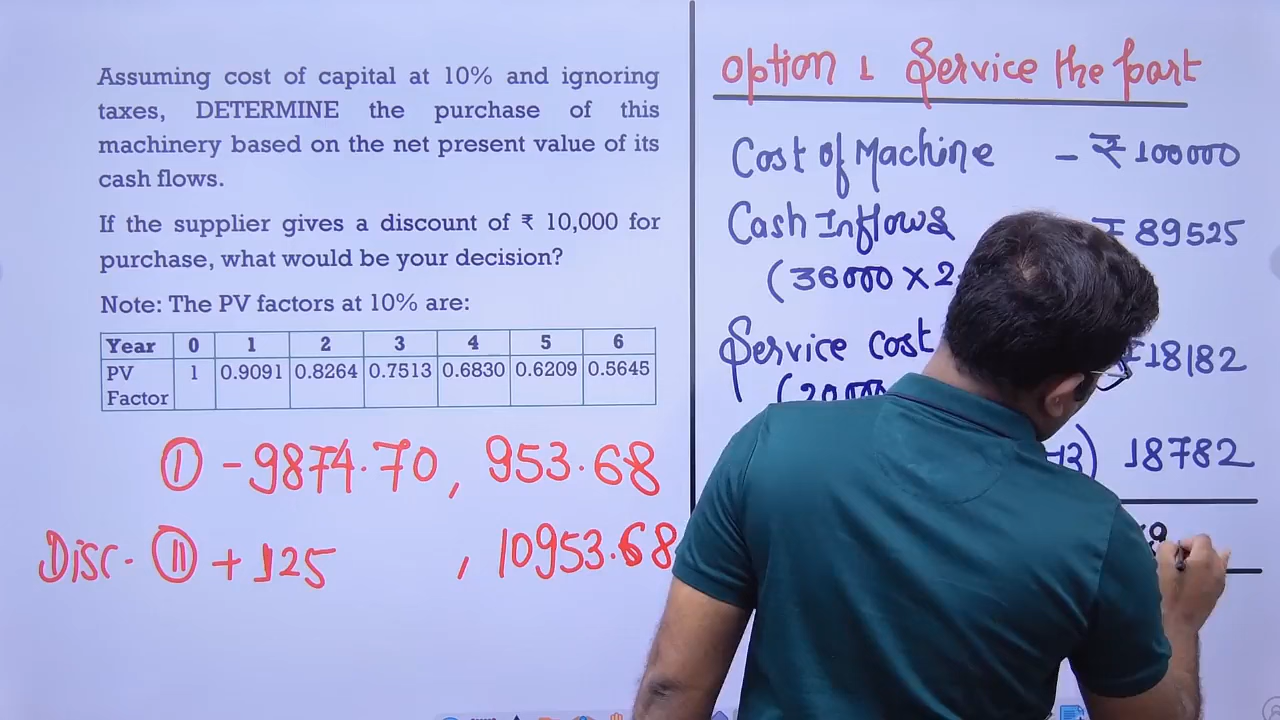 Assuming cost of capital at 10% and ignoring
taxes, DETERMINE the purchase of this
machinery based on the net present value of its
cash flows.
If the supplier gives a discount of ₹ 10,000 for
purchase, what would be your decision?
Note: The PV factors at 10% are:
Year 0 1 2 3 4 5 6
PV Factor 1 0.9091 0.8264 0.7513 0.6830 0.6209 0.5645
① -9874.70, 953.68
Disc. ⑪ + 125 , 10953.68
Option 1 Service the part
Cost of Machine - ₹ 100000
Cash Inflows ₹ 89525
(36000 × 2.
Service cost ₹ 18182
(20000
13) 18782